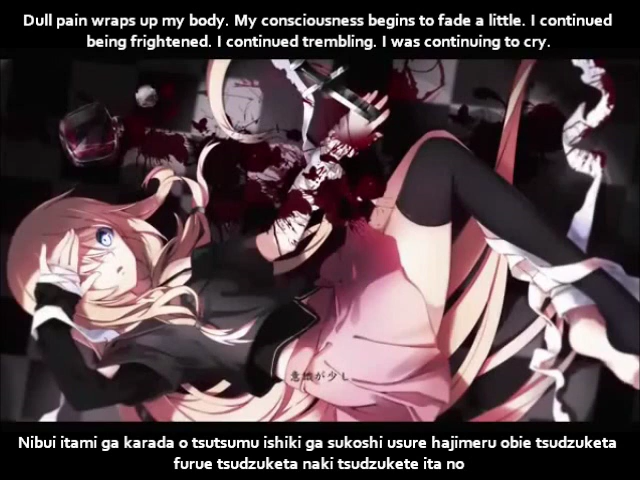 Dull pain wraps up my body. My consciousness begins to fade a little. I continued
being frightened. I continued trembling. I was continuing to cry.
意識が少し
Nibui itami ga karada o tsutsumu ishiki ga sukoshi usure hajimeru obie tsudzuketa
furue tsudzuketa naki tsudzukete ita no